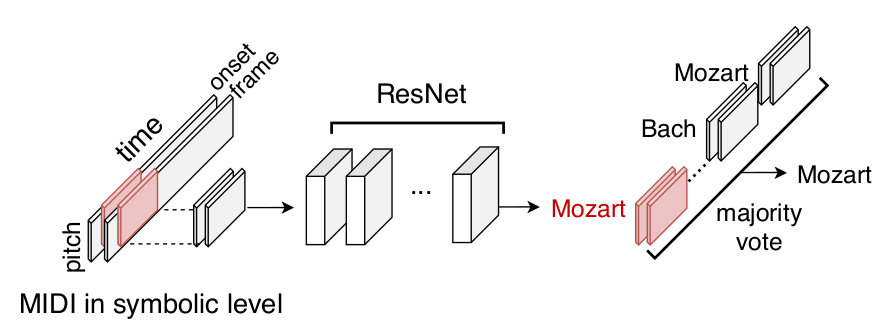 onset
frame
time
pitch
MIDI in symbolic level
ResNet
...
Mozart
Bach
Mozart
majority
vote
Mozart